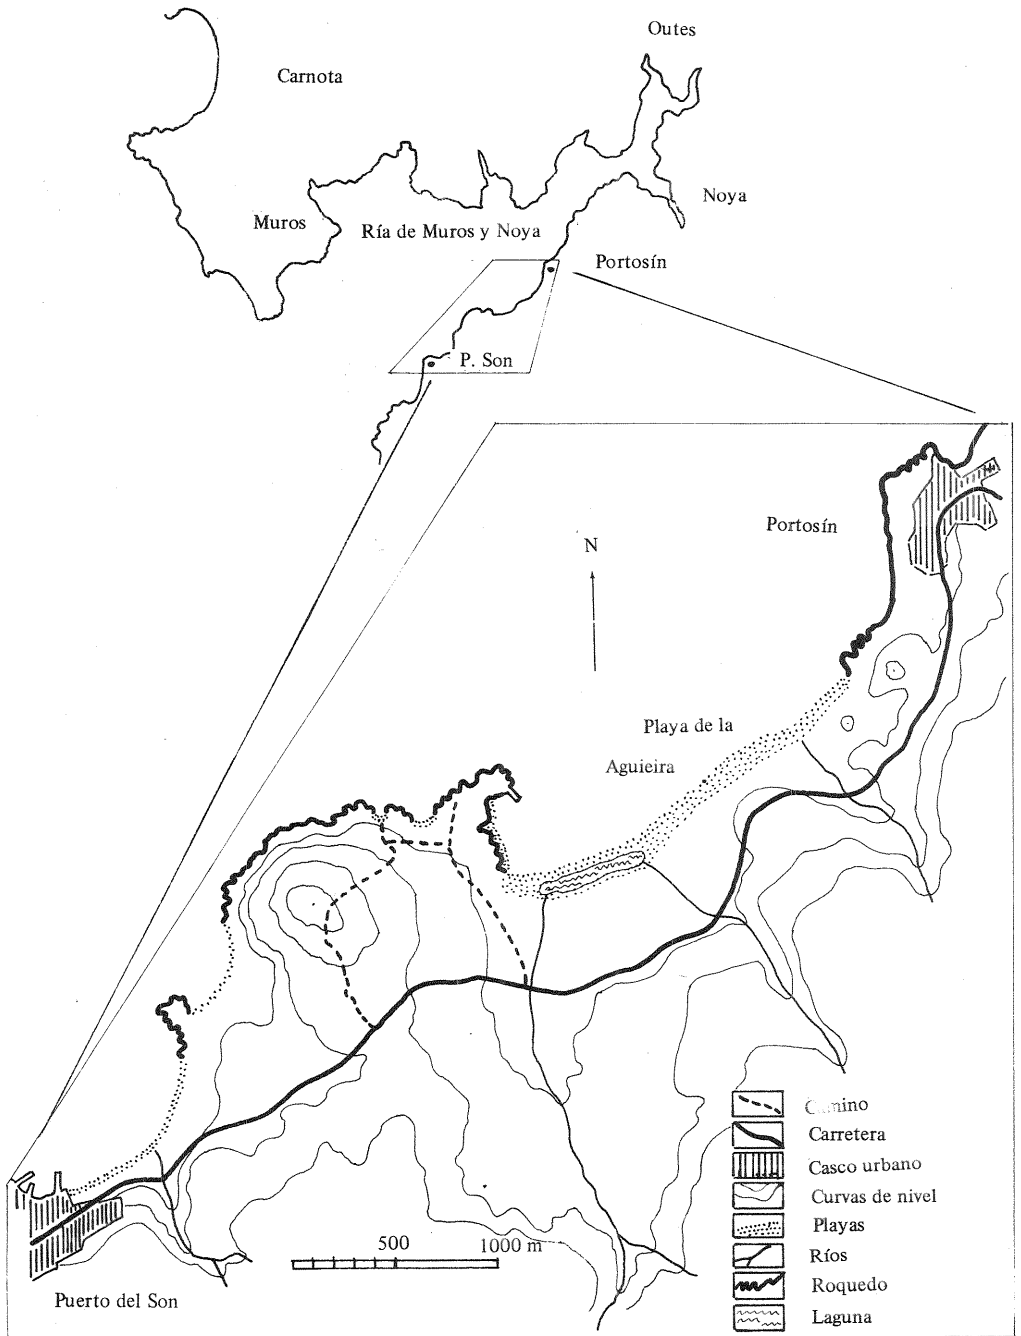 Outes
Carnota
Noya
Muros
Ría de Muros y Noya
Portosín
P. Son
Portosín
N
Playa de la
Aguieira
Camino
Carretera
Casco urbano
Curvas de nivel
Playas
500
1000 m
Ríos
Roquedo
Puerto del Son
Laguna